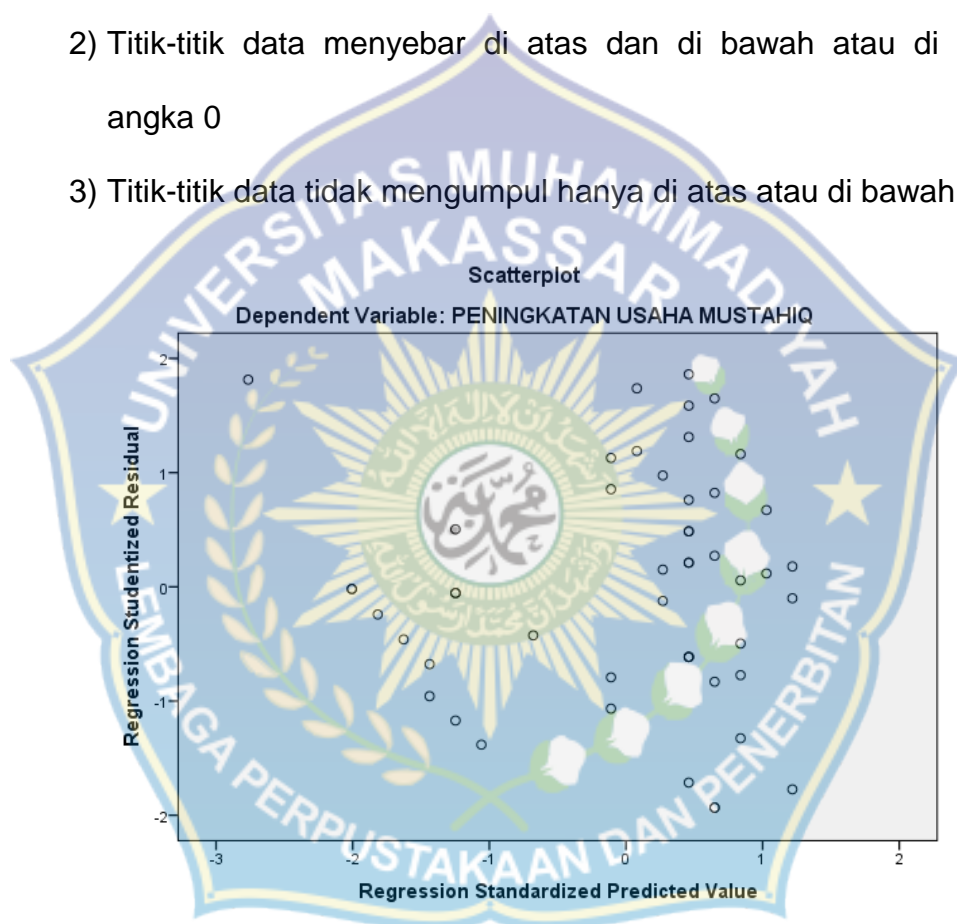 2) Titik-titik data menyebar di atas dan di bawah atau di
angka 0
3) Titik-titik data tidak mengumpul hanya di atas atau di bawah
UNIVERSITAS MUHAMMADIYAH
MAKASSAR
LEMBAGA PERPUSTAKAAN DAN PENERBITAN
Scatterplot
Dependent Variable: PENINGKATAN USAHA MUSTAHIQ
Regression Studentized Residual
2
1
0
-1
-2
-3 -2 -1 0 1 2
Regression Standardized Predicted Value